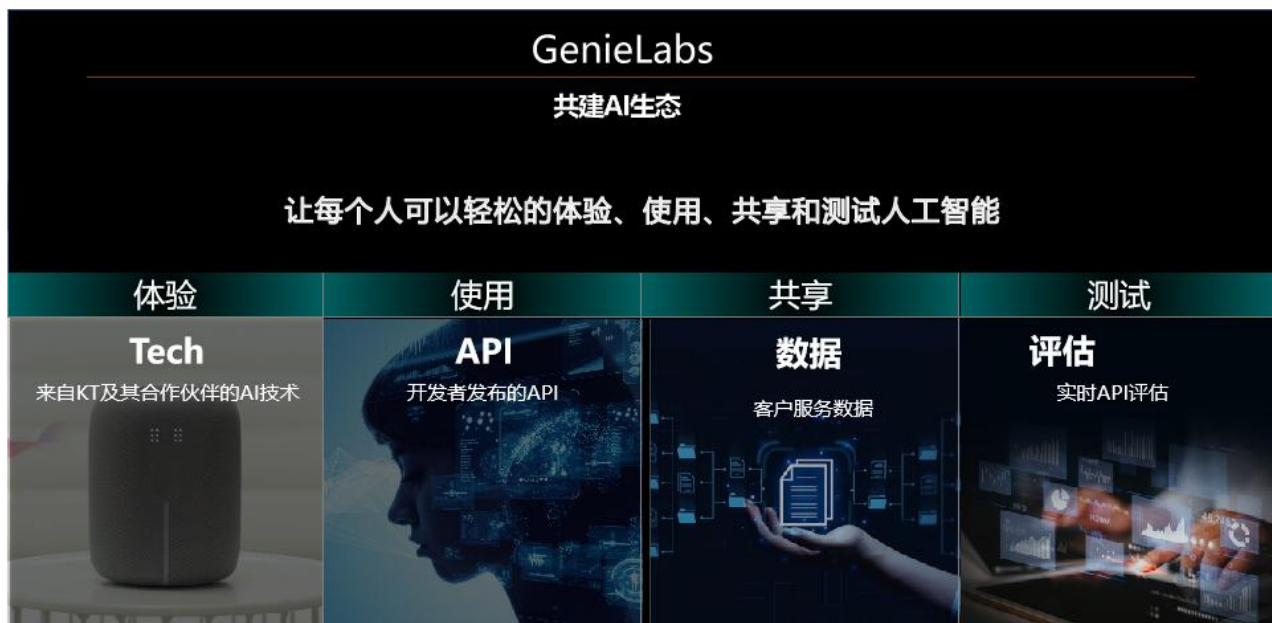 GenieLabs
共建AI生态
让每个人可以轻松的体验、使用、共享和测试人工智能
体验
使用
共享
测试
Tech
来自KT及其合作伙伴的AI技术
API
开发者发布的API
数据
客户服务数据
评估
实时API评估